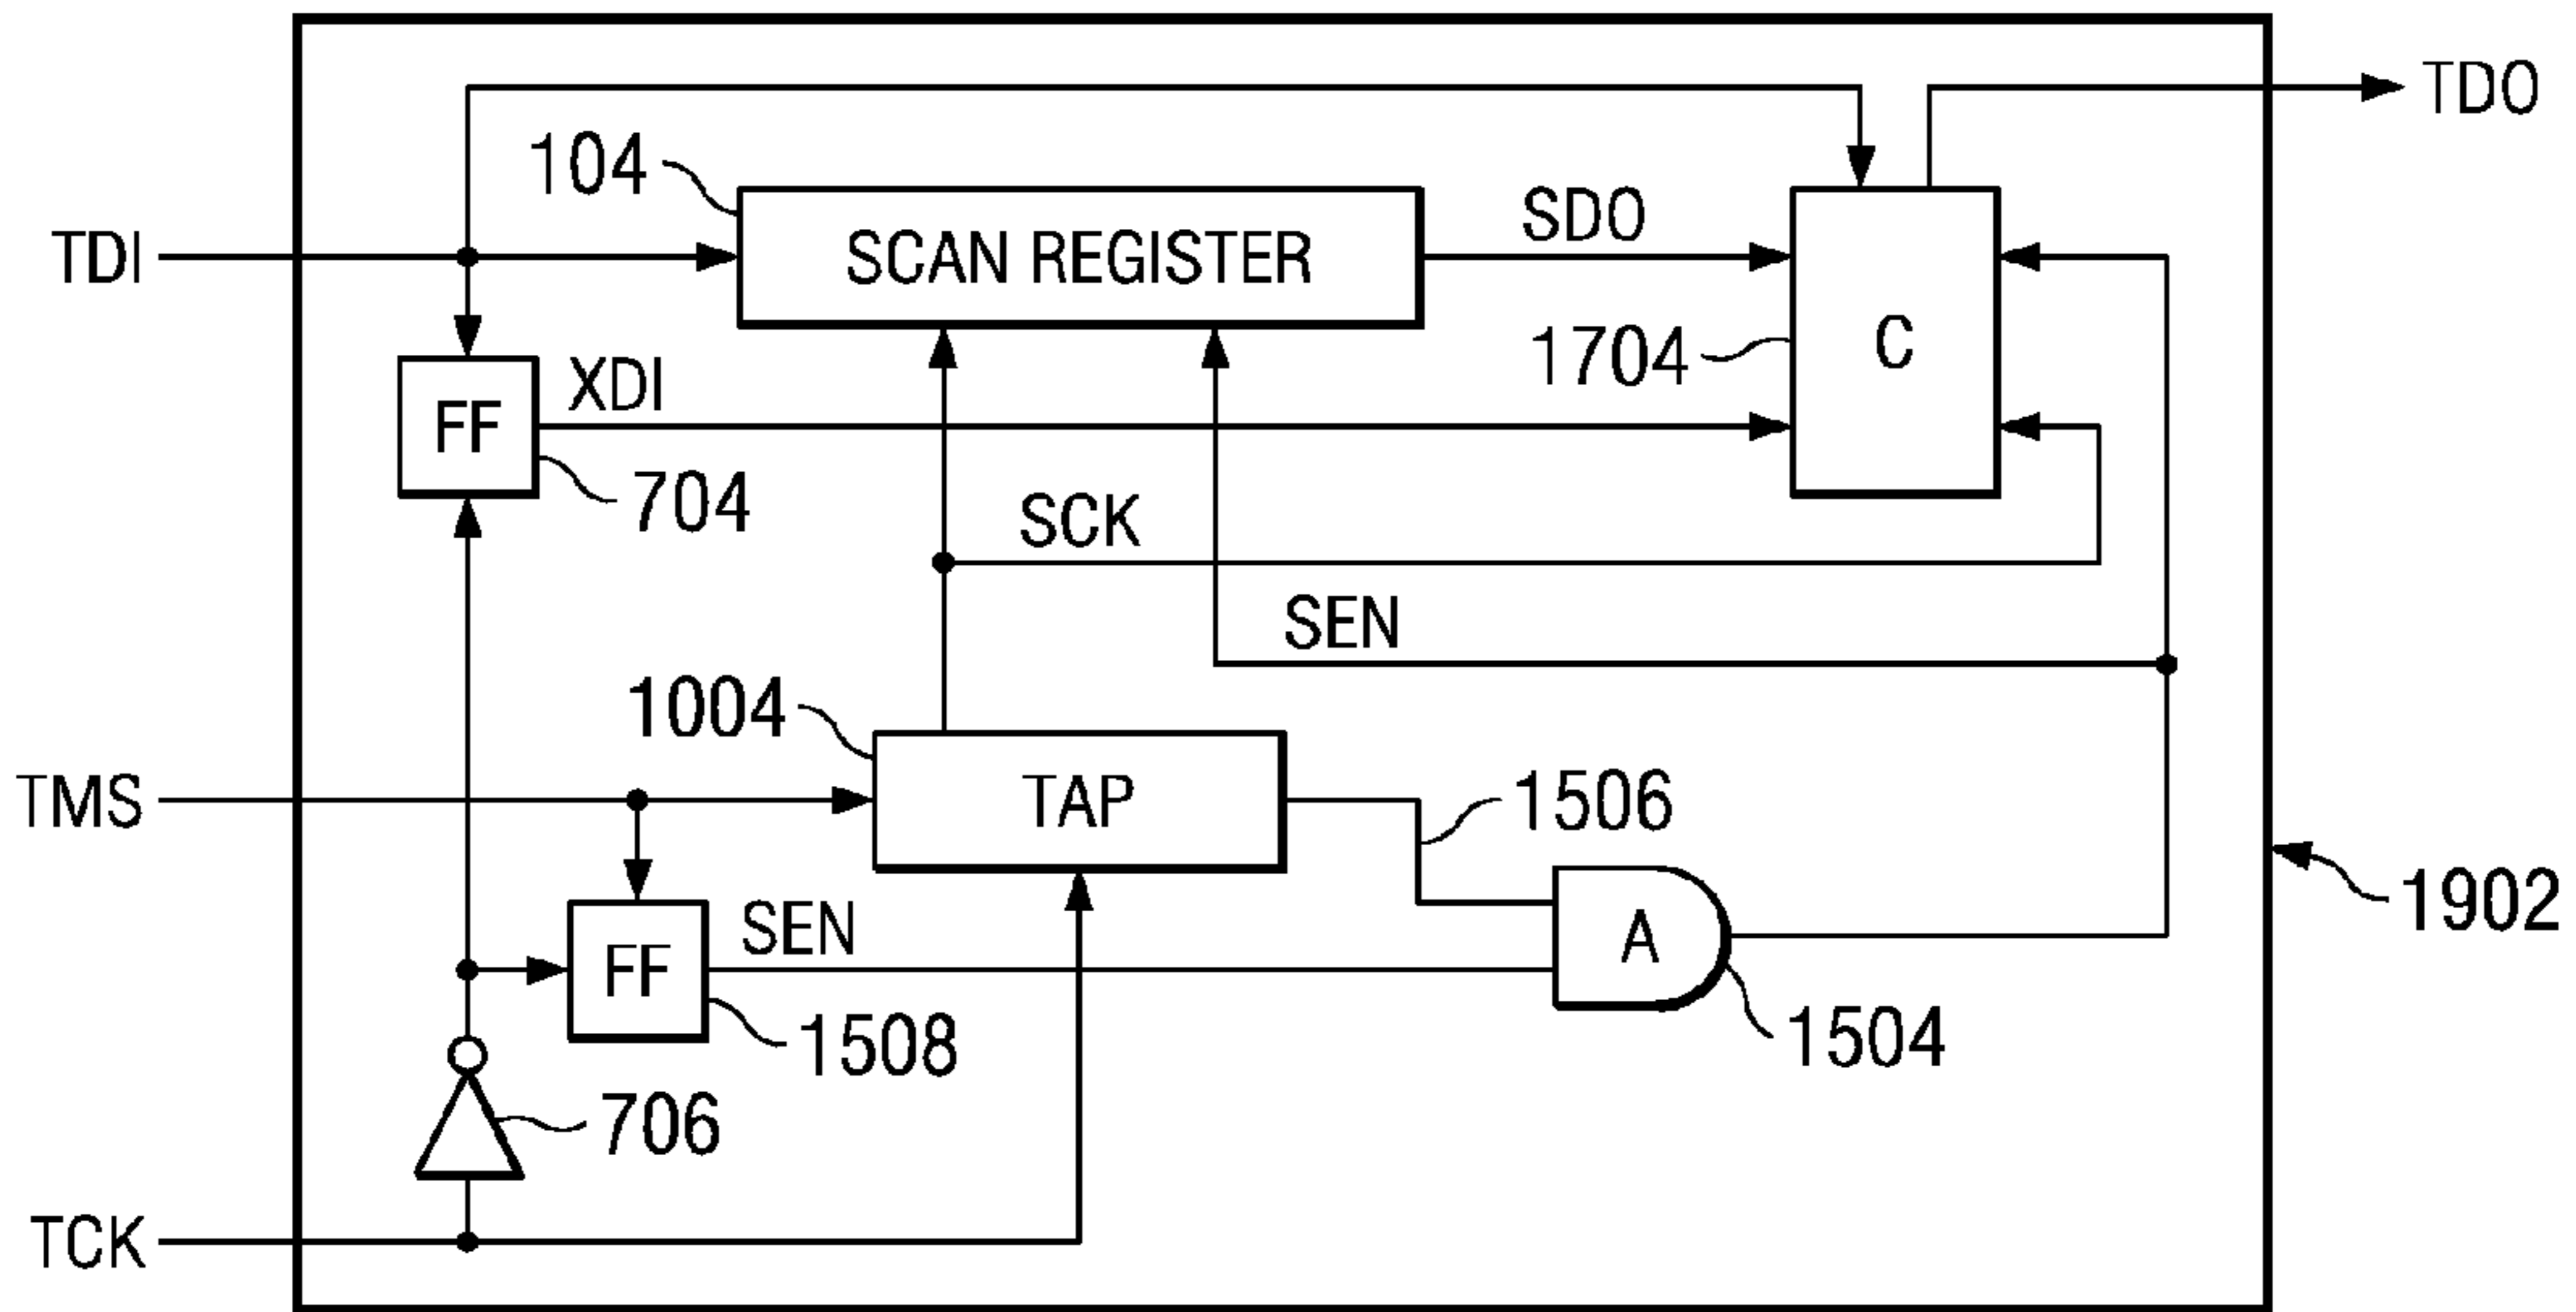 TDO
104
SDO
TDI
SCAN REGISTER
1704
C
XDI
FF
704
SCK
SEN
1004
TMS
TAP
1506
SEN
A
1902
FF
1508
1504
706
TCK